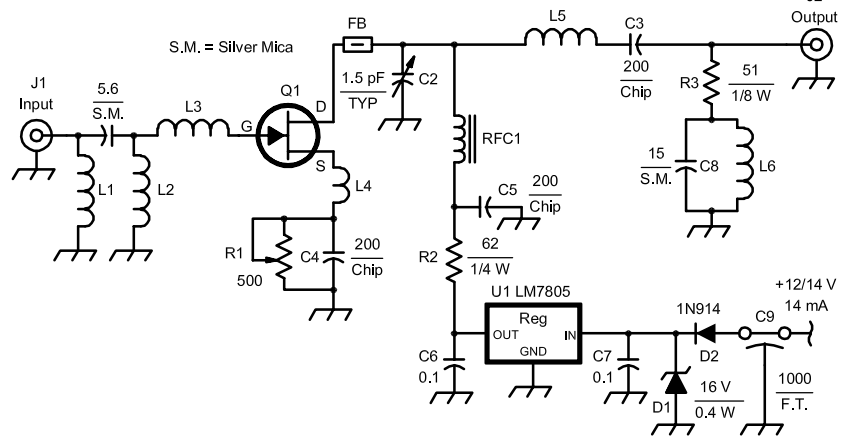 FB
L5
C3
Output
S.M. = Silver Mica
J1
Input
5.6
S.M.
L3
Q1
D
G
S
1.5 pF
TYP
C2
200
Chip
R3
51
1/8 W
RFC1
L1
L2
L4
15
S.M.
C8
L6
C5
200
Chip
R1
500
C4
200
Chip
R2
62
1/4 W
U1 LM7805
Reg
OUT
IN
GND
1N914
D2
C9
+12/14 V
14 mA
C6
0.1
C7
0.1
D1
16 V
0.4 W
1000
F.T.